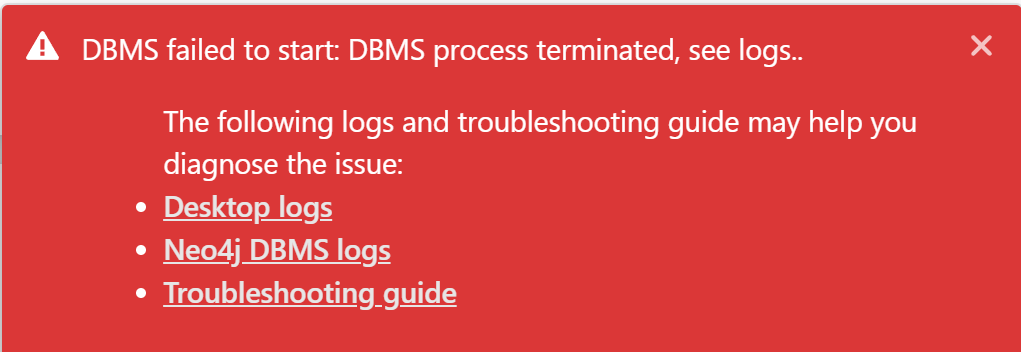 DBMS failed to start: DBMS process terminated, see logs..
The following logs and troubleshooting guide may help you
diagnose the issue:
• Desktop logs
• Neo4j DBMS logs
• Troubleshooting guide